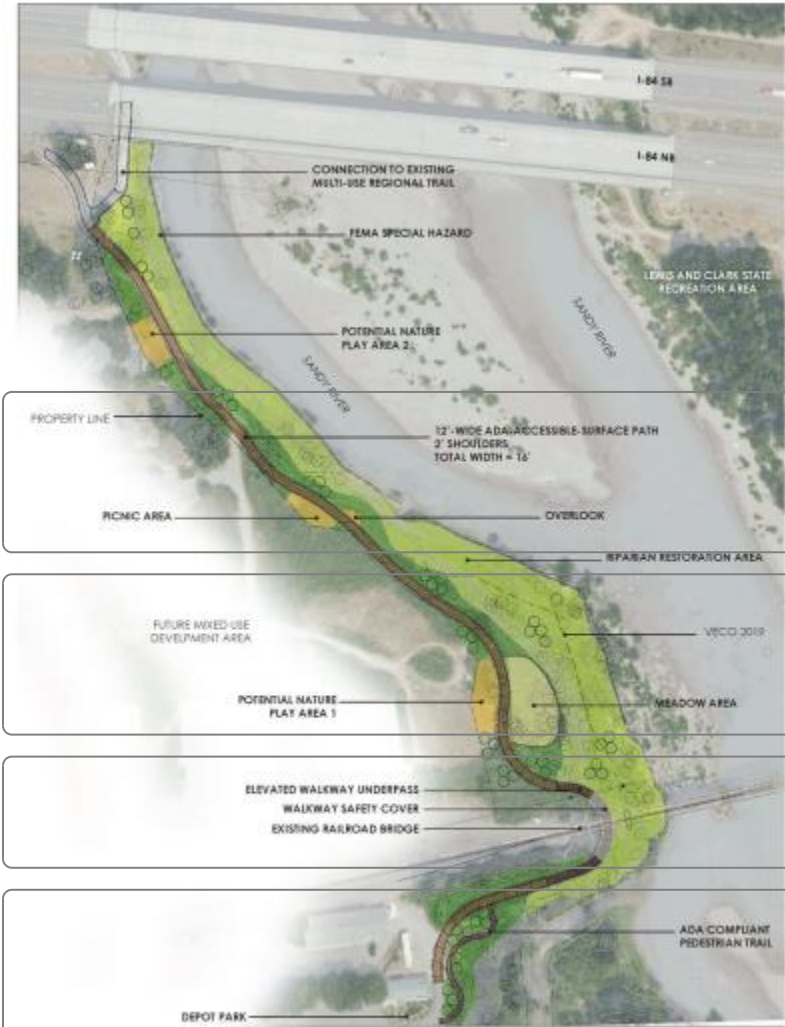 I-84 SB
I-84 NB
CONNECTION TO EXISTING
MULTI-USE REGIONAL TRAIL
FEMA SPECIAL HAZARD
LEWIS AND CLARK STATE
RECREATION AREA
SANDY RIVER
POTENTIAL NATURE
PLAY AREA 2
SANDY RIVER
PROPERTY LINE
12'-WIDE ADA-ACCESSIBLE-SURFACE PATH
2' SHOULDERS
TOTAL WIDTH = 16'
PICNIC AREA
OVERLOOK
RIPARIAN RESTORATION AREA
FUTURE MIXED USE
DEVELPMENT AREA
VECO 2019
POTENTIAL NATURE
PLAY AREA 1
MEADOW AREA
ELEVATED WALKWAY UNDERPASS
WALKWAY SAFETY COVER
EXISTING RAILROAD BRIDGE
ADA COMPLIANT
PEDESTRIAN TRAIL
DEPOT PARK